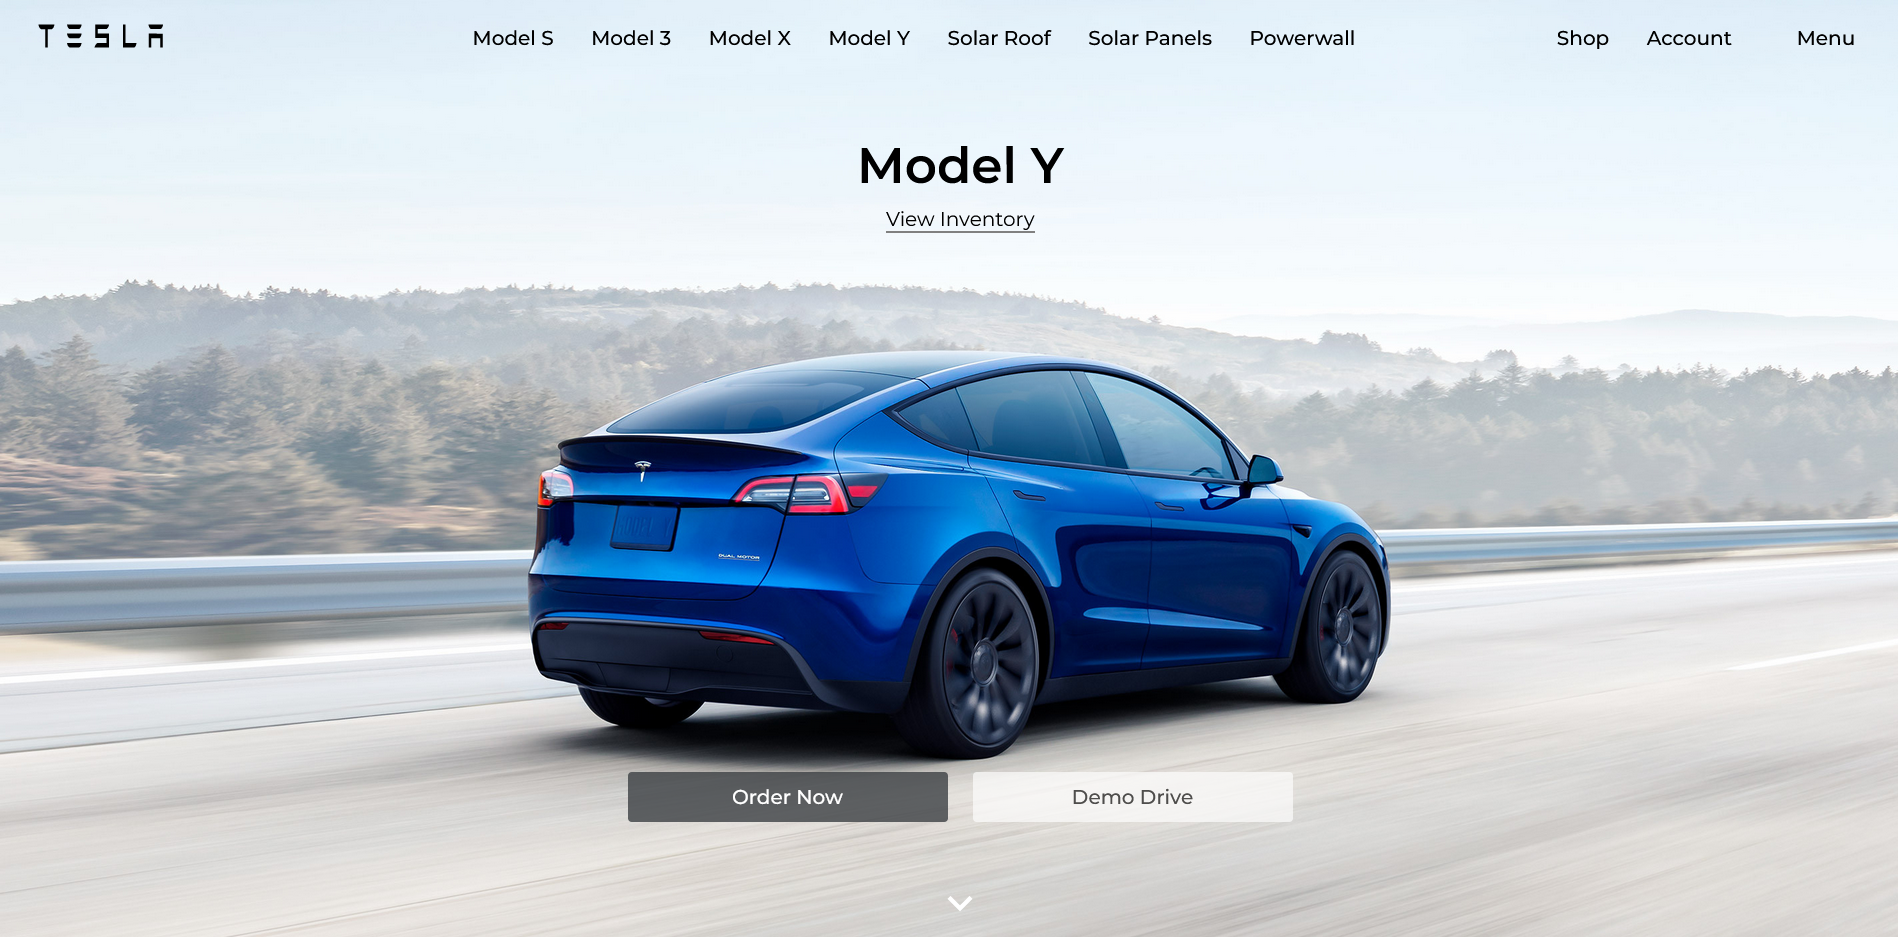 TESLA Model S Model 3 Model X Model Y Solar Roof Solar Panels Powerwall Shop Account Menu
Model Y
View Inventory
DUAL MOTOR
Order Now Demo Drive